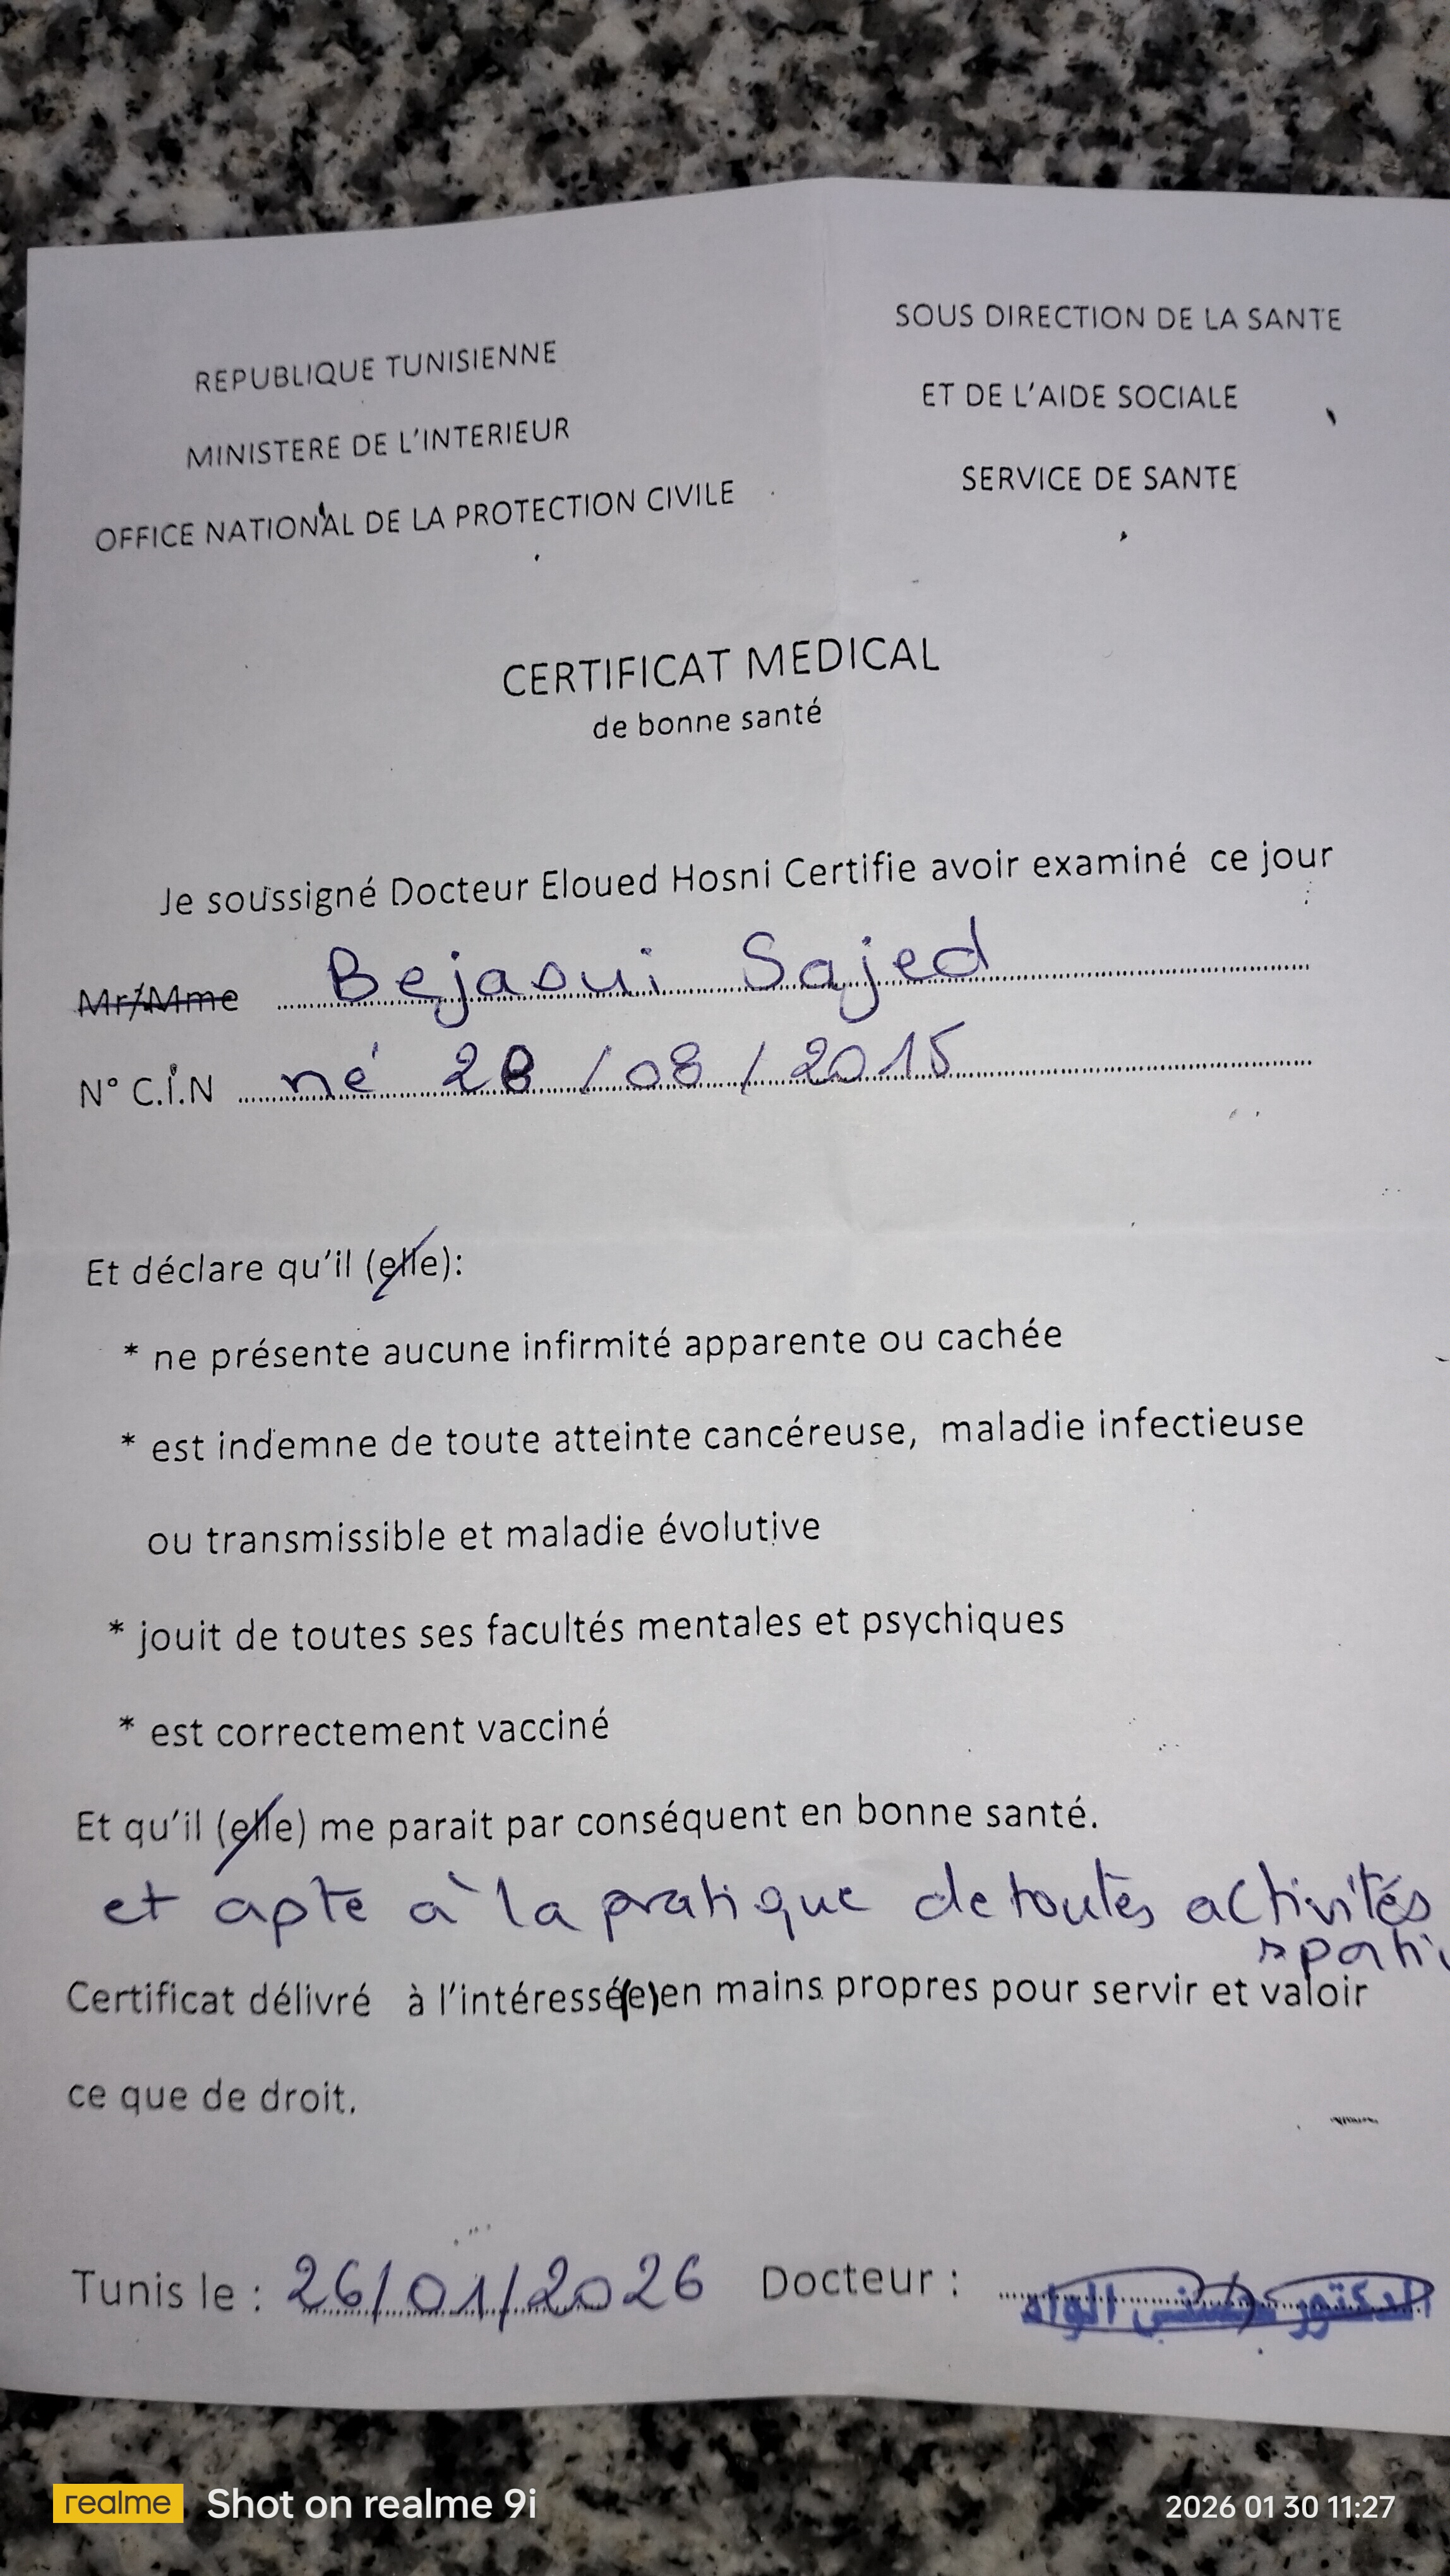 REPUBLIQUE TUNISIENNE
MINISTERE DE L'INTERIEUR
OFFICE NATIONAL DE LA PROTECTION CIVILE
SOUS DIRECTION DE LA SANTE
ET DE L'AIDE SOCIALE
SERVICE DE SANTE
CERTIFICAT MEDICAL
de bonne santé
Je soussigné Docteur Eloued Hosni Certifie avoir examiné ce jour
Mr/Mme Bejaoui Sajed
N° C.I.N né 28/08/2015
Et déclare qu'il (elle):
* ne présente aucune infirmité apparente ou cachée
* est indemne de toute atteinte cancéreuse, maladie infectieuse
ou transmissible et maladie évolutive
* jouit de toutes ses facultés mentales et psychiques
* est correctement vacciné
Et qu'il (elle) me parait par conséquent en bonne santé.
et apte à la pratique de toutes activités
Certificat délivré à l'intéressé(e) en mains propres pour servir et valoir
ce que de droit.
Tunis le : 26/01/2026 Docteur :
الدكتور حسني الواد
realme Shot on realme 9i
2026 01 30 11:27